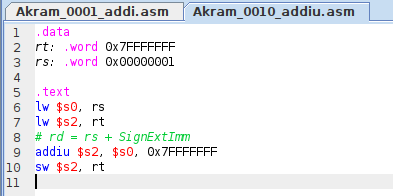 Akram_0001_addi.asm Akram_0010_addiu.asm
1 .data
2 rt: .word 0x7FFFFFFF
3 rs: .word 0x00000001
4
5 .text
6 lw $s0, rs
7 lw $s2, rt
8 # rd = rs + SignExtImm
9 addiu $s2, $s0, 0x7FFFFFFF
10 sw $s2, rt
11